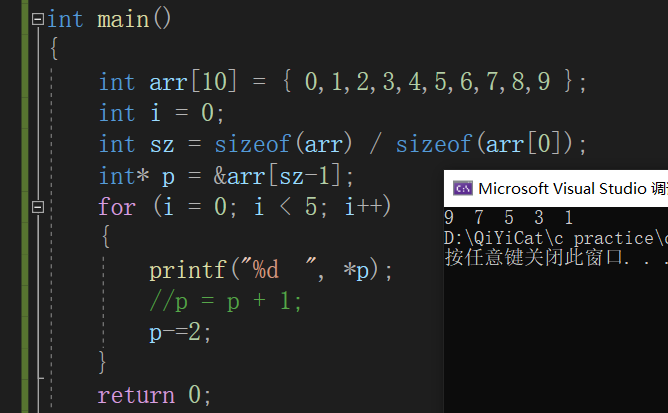 int main()
{
int arr[10] = { 0,1,2,3,4,5,6,7,8,9 };
int i = 0;
int sz = sizeof(arr) / sizeof(arr[0]);
int* p = &arr[sz-1];
for (i = 0; i < 5; i++)
{
printf("%d  ", *p);
//p = p + 1;
p-=2;
}
return 0;
Microsoft Visual Studio
9  7  5  3  1
D:\QiYiCat\c practice\
按任意键关闭此窗口. . .